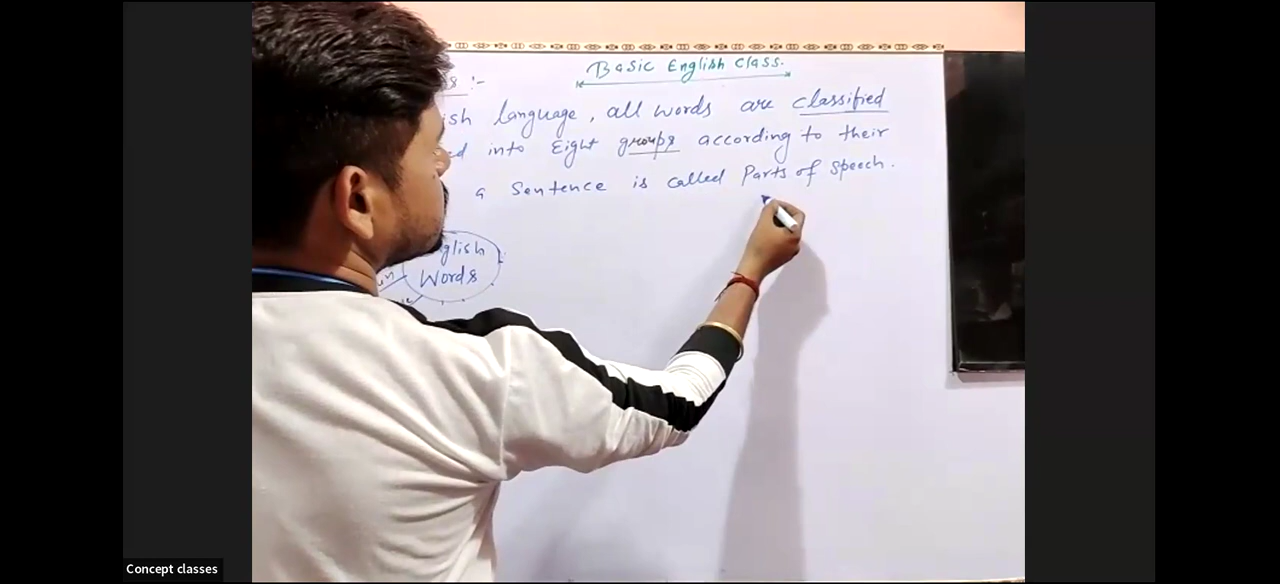 Basic English Class.
:-
ish language, all words are classified
ed into Eight groups according to their
a Sentence is called Parts of Speech.
glish
Words
Concept classes